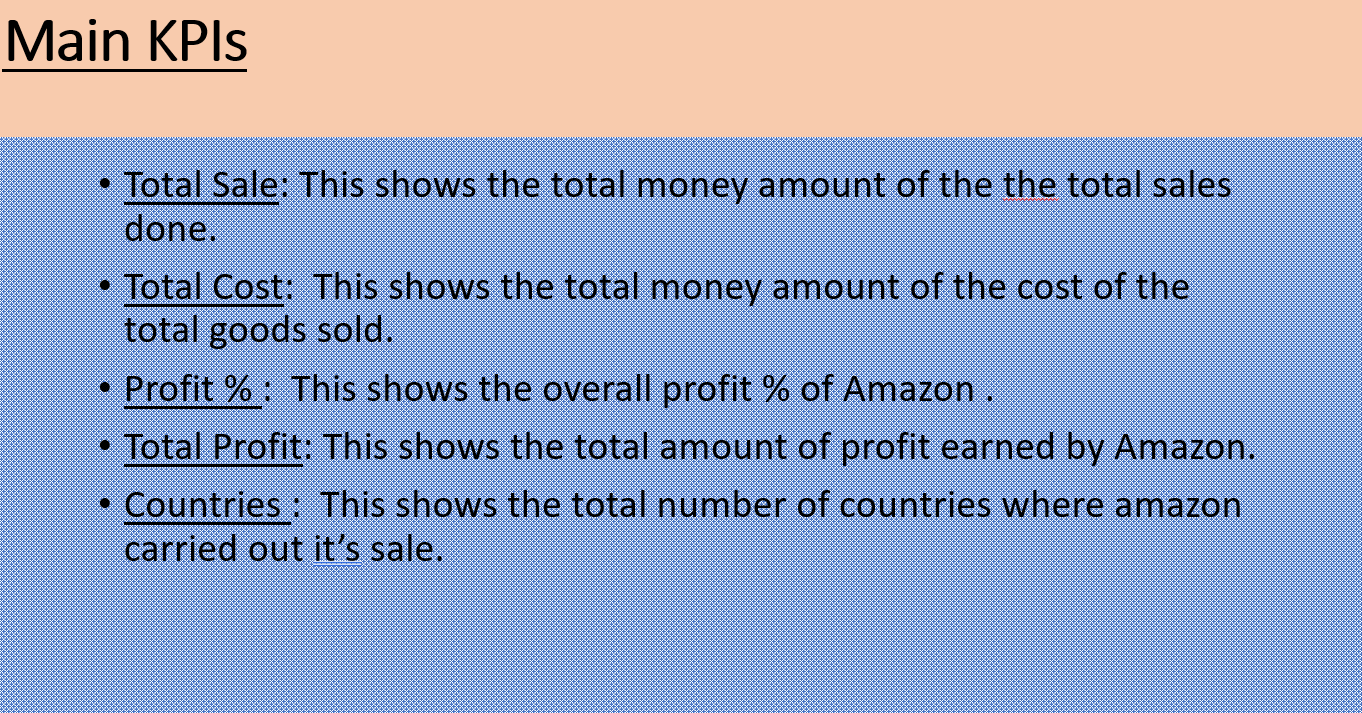 Main KPIs
• Total Sale: This shows the total money amount of the the total sales
done.
• Total Cost:  This shows the total money amount of the cost of the
total goods sold.
• Profit % :  This shows the overall profit % of Amazon .
• Total Profit: This shows the total amount of profit earned by Amazon.
• Countries :  This shows the total number of countries where amazon
carried out it’s sale.